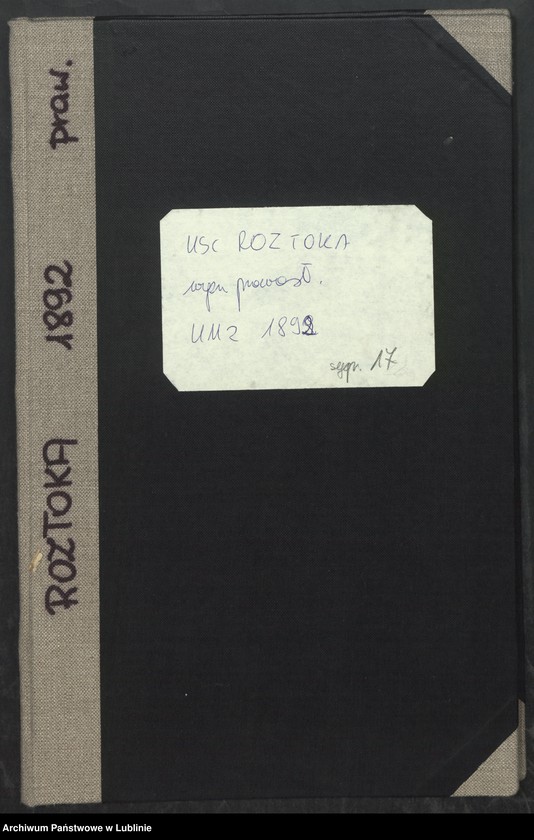 ROZTOKA 1892 praw.
USC ROZTOKA
wyzn prawosł.
UMZ 1892
sygn. 17
Archiwum Państwowe w Lublinie